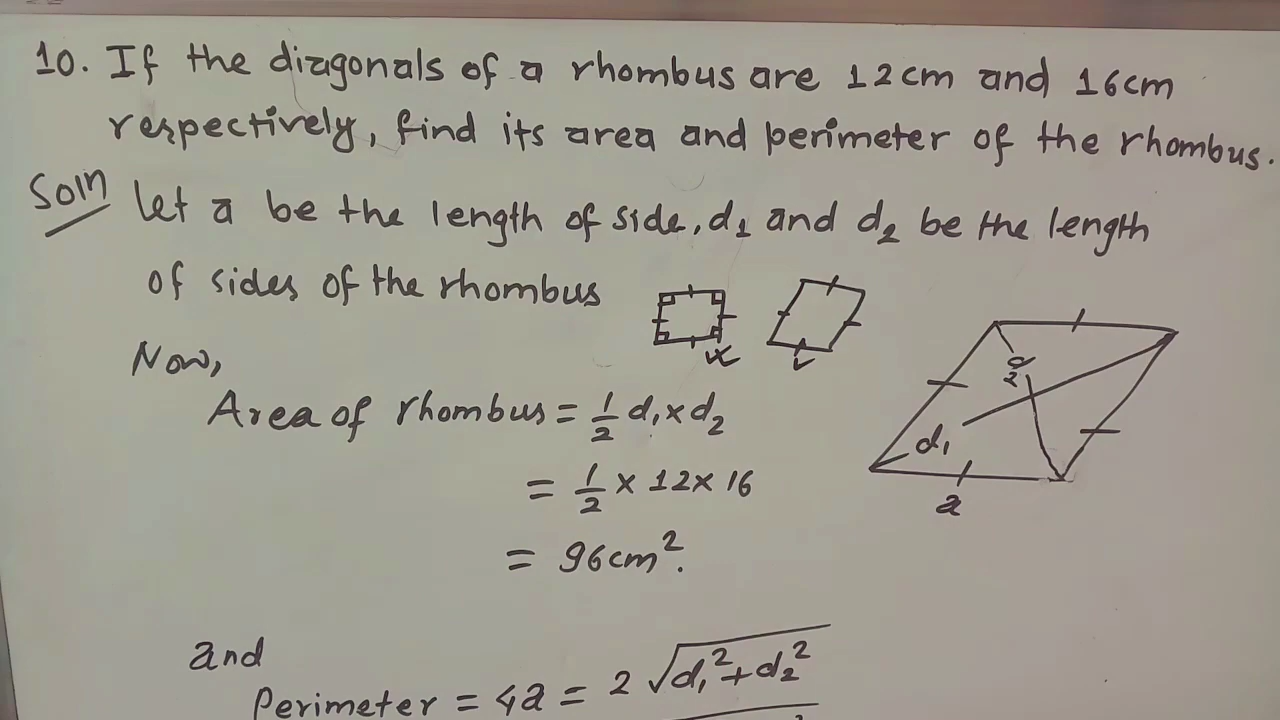 10. If the diagonals of a rhombus are 12cm and 16cm
respectively, find its area and perimeter of the rhombus.
Soln let a be the length of side, d₁ and d₂ be the length
of sides of the rhombus
Now,
Area of rhombus = 1/2 d₁ × d₂
= 1/2 × 12 × 16
= 96cm².
d₂
d₁
a
and
Perimeter = 4a = 2 √(d₁² + d₂²)